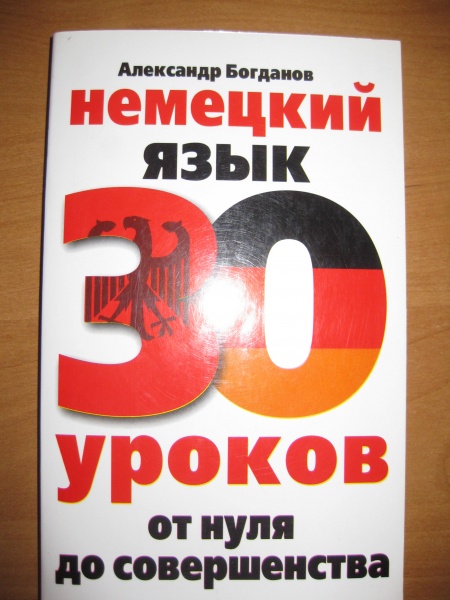 Александр Богданов
немецкий
язык
30
уроков
от нуля
до совершенства